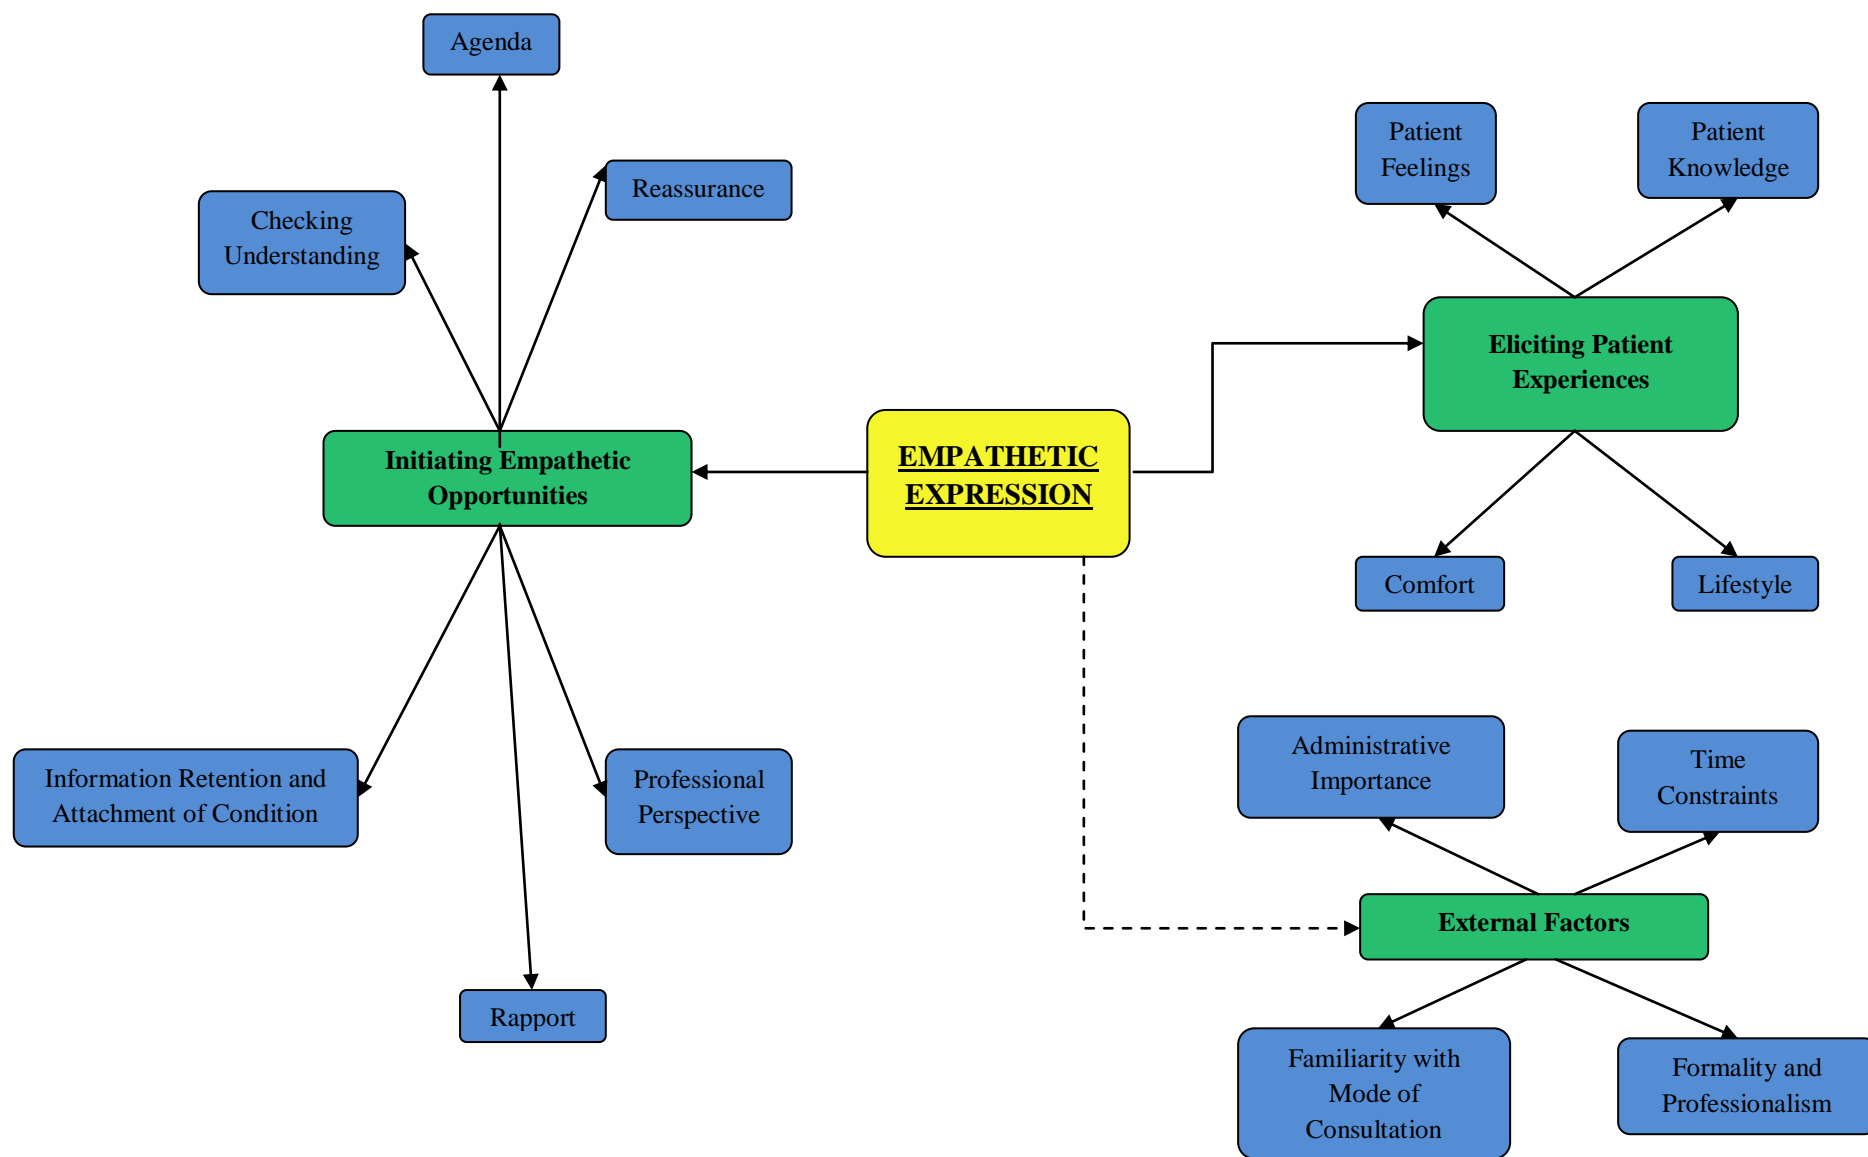 Agenda
Reassurance
Checking
Understanding
Initiating Empathetic
Opportunities
Information Retention and
Attachment of Condition
Professional
Perspective
Rapport
EMPATHETIC
EXPRESSION
Patient
Feelings
Patient
Knowledge
Eliciting Patient
Experiences
Comfort
Lifestyle
Administrative
Importance
Time
Constraints
External Factors
Familiarity with
Mode of
Consultation
Formality and
Professionalism